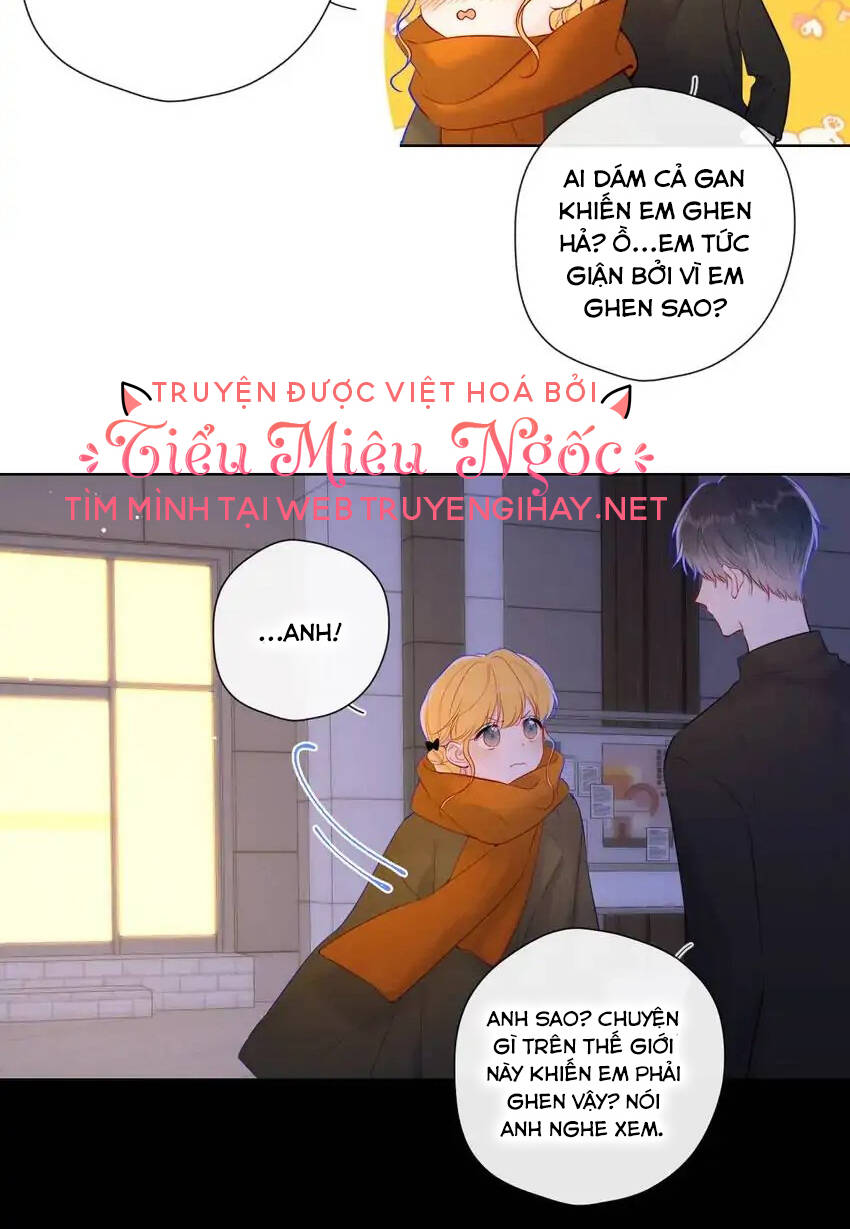 AI DÁM CẢ GAN
KHIẾN EM GHEN
HẢ? Ồ...EM TỨC
GIẬN BỞI VÌ EM
GHEN SAO?
TRUYỆN ĐƯỢC VIỆT HOÁ BỞI
Tiểu Miêu Ngốc
TÌM MÌNH TẠI WEB TRUYENGIHAY.NET
...ANH!
ANH SAO? CHUYỆN
GÌ TRÊN THẾ GIỚI
NÀY KHIẾN EM PHẢI
GHEN VẬY? NÓI
ANH NGHE XEM.